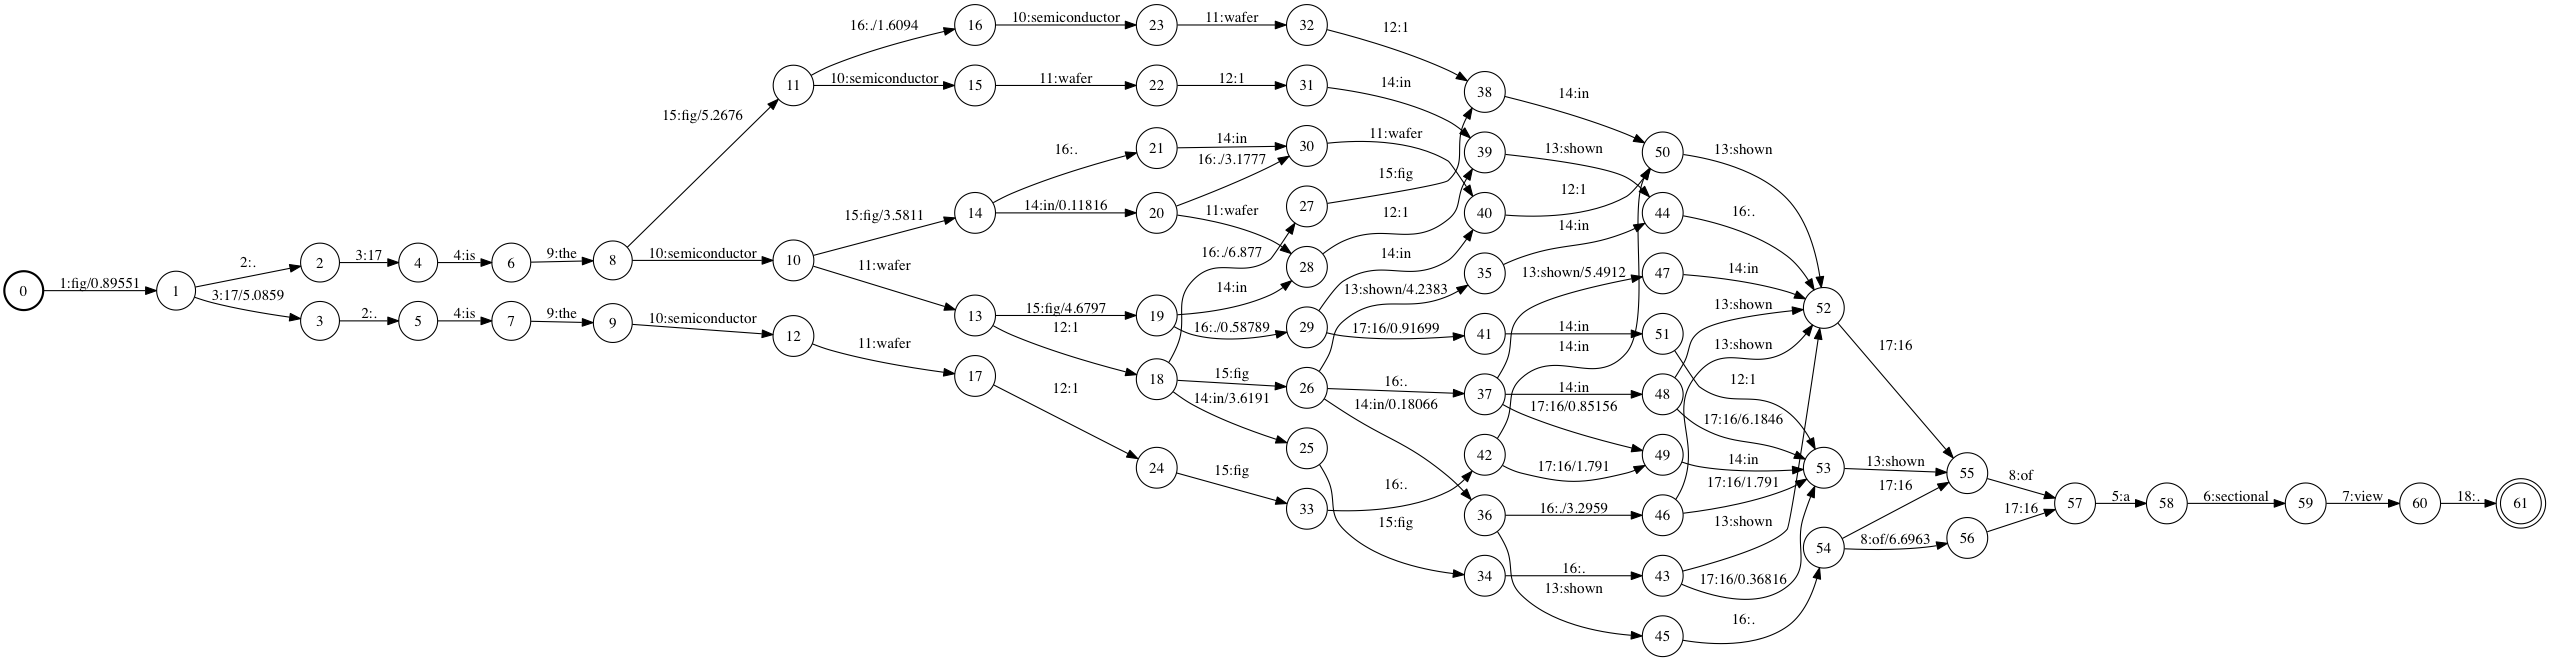 0 1:fig/0.89551 1
2:. 2 3:17 4 4:is 6 9:the 8
3:17/5.0859 3 2:. 5 4:is 7 9:the 9
15:fig/5.2676 11
10:semiconductor 10
10:semiconductor 12
16:./1.6094 16 10:semiconductor 23 11:wafer 32 12:1
10:semiconductor 15 11:wafer 22 12:1 31 14:in
15:fig/3.5811 14
11:wafer 13
11:wafer 17
16:. 21 14:in 30 11:wafer
14:in/0.11816 20 16:./3.1777
11:wafer 28 12:1
15:fig/4.6797 19 14:in
16:./0.58789 29 14:in
12:1 18 16:./6.877 27 15:fig
15:fig 26 13:shown/4.2383 35 14:in
14:in/3.6191 25 15:fig
12:1 24 15:fig 33 16:.
38 14:in 50 13:shown
39 13:shown 44 16:.
40 12:1
17:16/0.91699 41 14:in 51 12:1
16:. 37 13:shown/5.4912 47 14:in
14:in 48 13:shown
17:16/6.1846
17:16/0.85156 49 14:in
14:in/0.18066 36 16:./3.2959 46 13:shown
17:16/1.791
42 14:in
17:16/1.791
34 16:. 43 13:shown
17:16/0.36816
13:shown 45 16:. 54
52 17:16
53 13:shown 55 8:of
17:16
8:of/6.6963 56 17:16
57 5:a 58 6:sectional 59 7:view 60 18:. 61